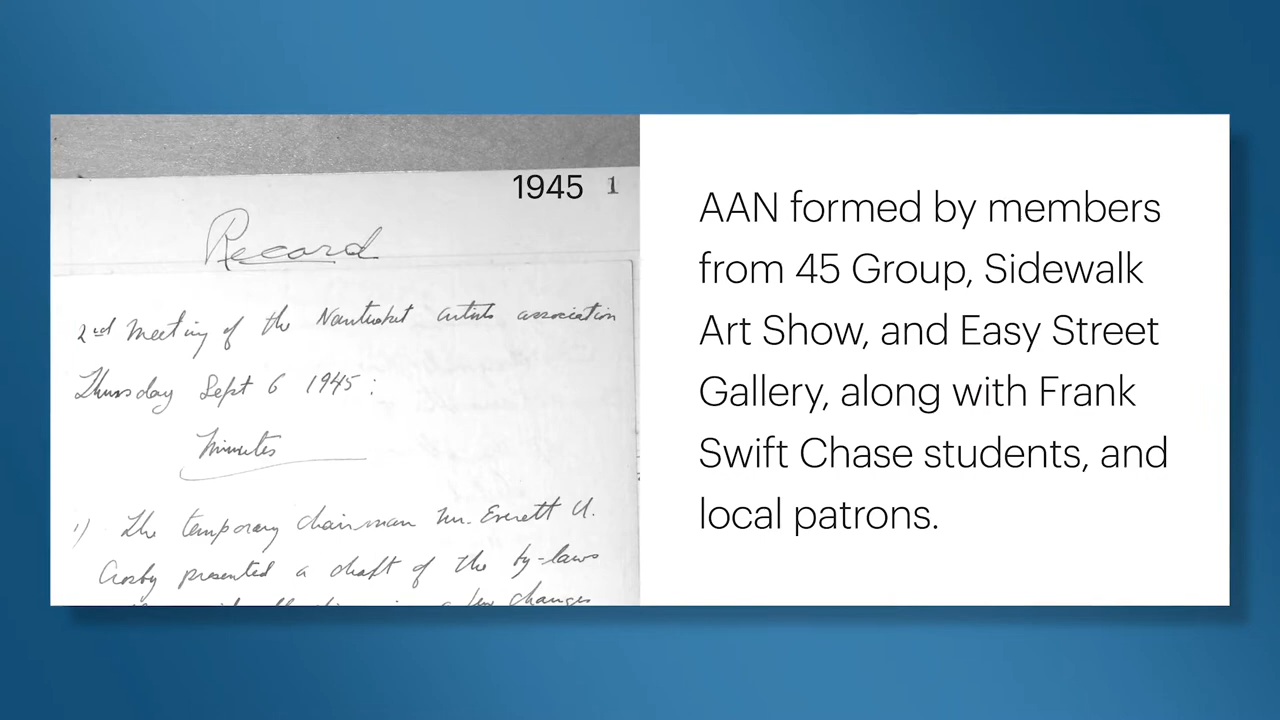 1945 1
Record
2nd Meeting of the Nantucket artists association
Thursday Sept 6 1945:
Minutes
1) The temporary chairman Mr. Everett U.
Crosby presented a draft of the by-laws
a few changes
AAN formed by members
from 45 Group, Sidewalk
Art Show, and Easy Street
Gallery, along with Frank
Swift Chase students, and
local patrons.